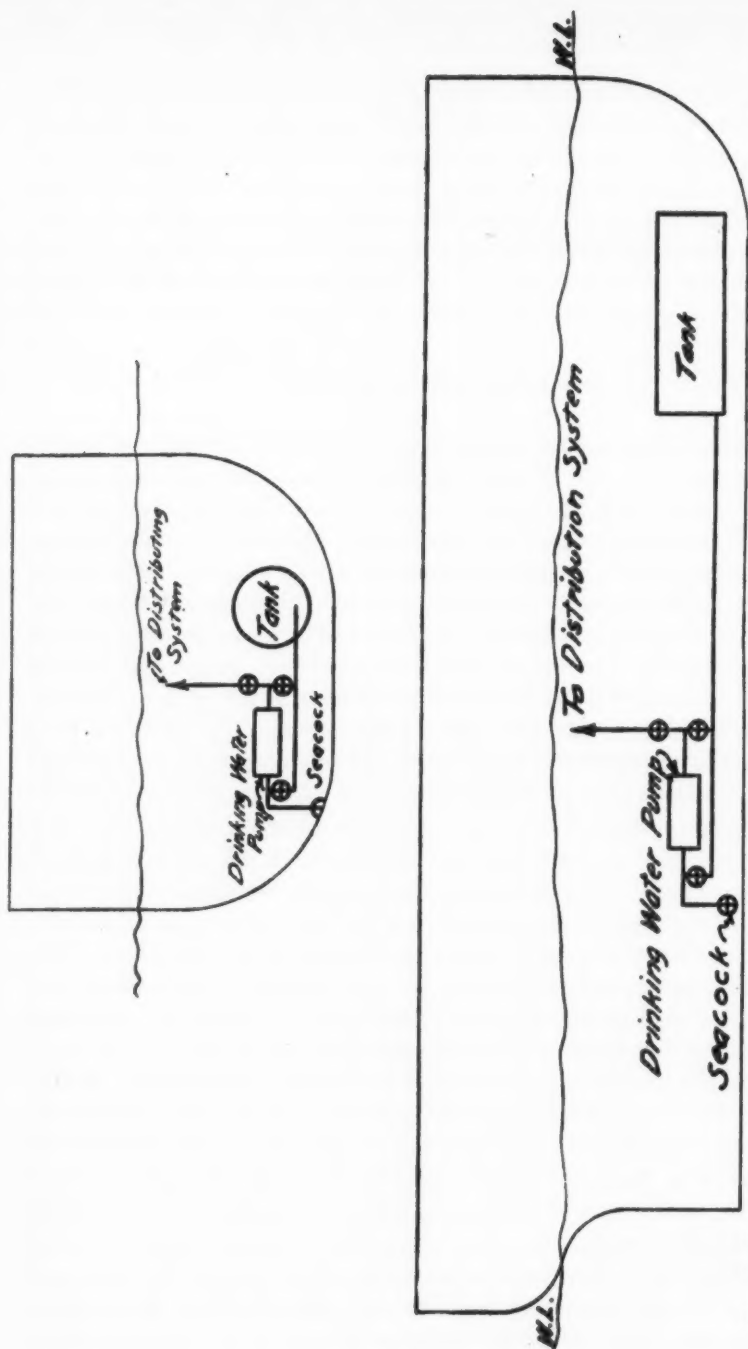 To Distributing
System
Tank
Drinking Water
Pump
Seacock
W.L.
W.L.
To Distribution System
Tank
Drinking Water Pump
Seacock